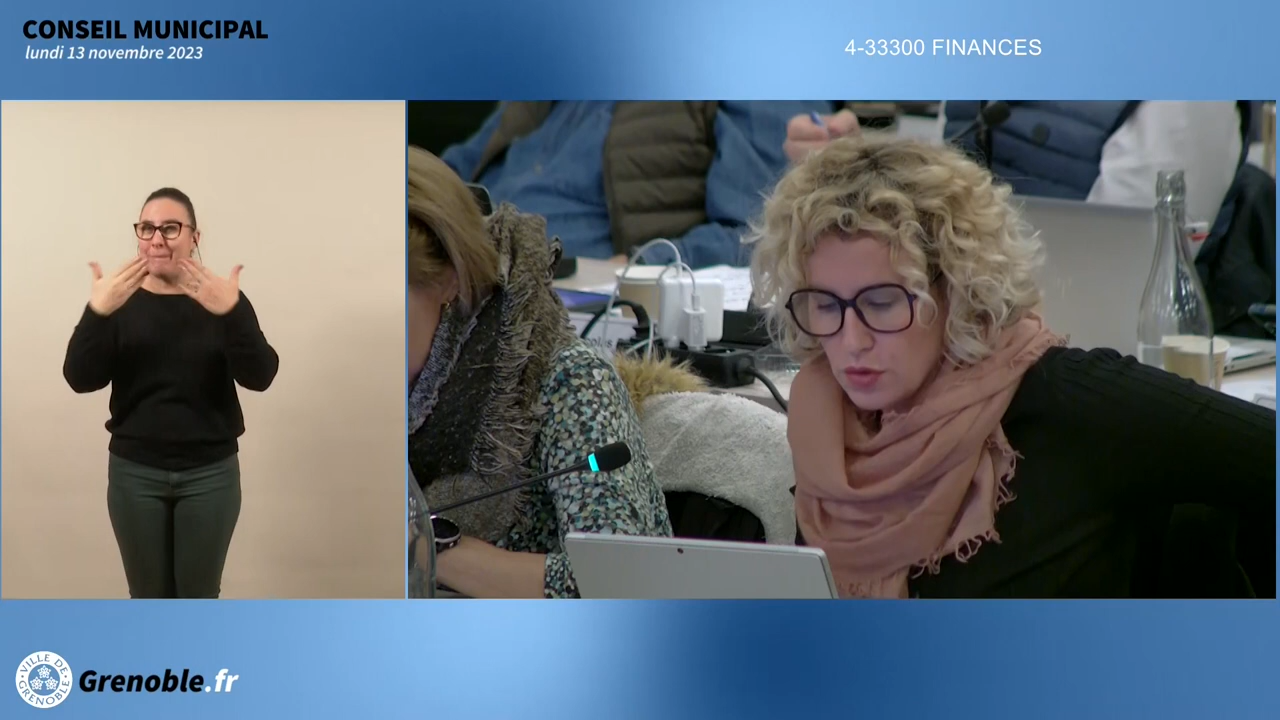 CONSEIL MUNICIPAL
lundi 13 novembre 2023
4-33300 FINANCES
VILLE DE GRENOBLE
Grenoble.fr